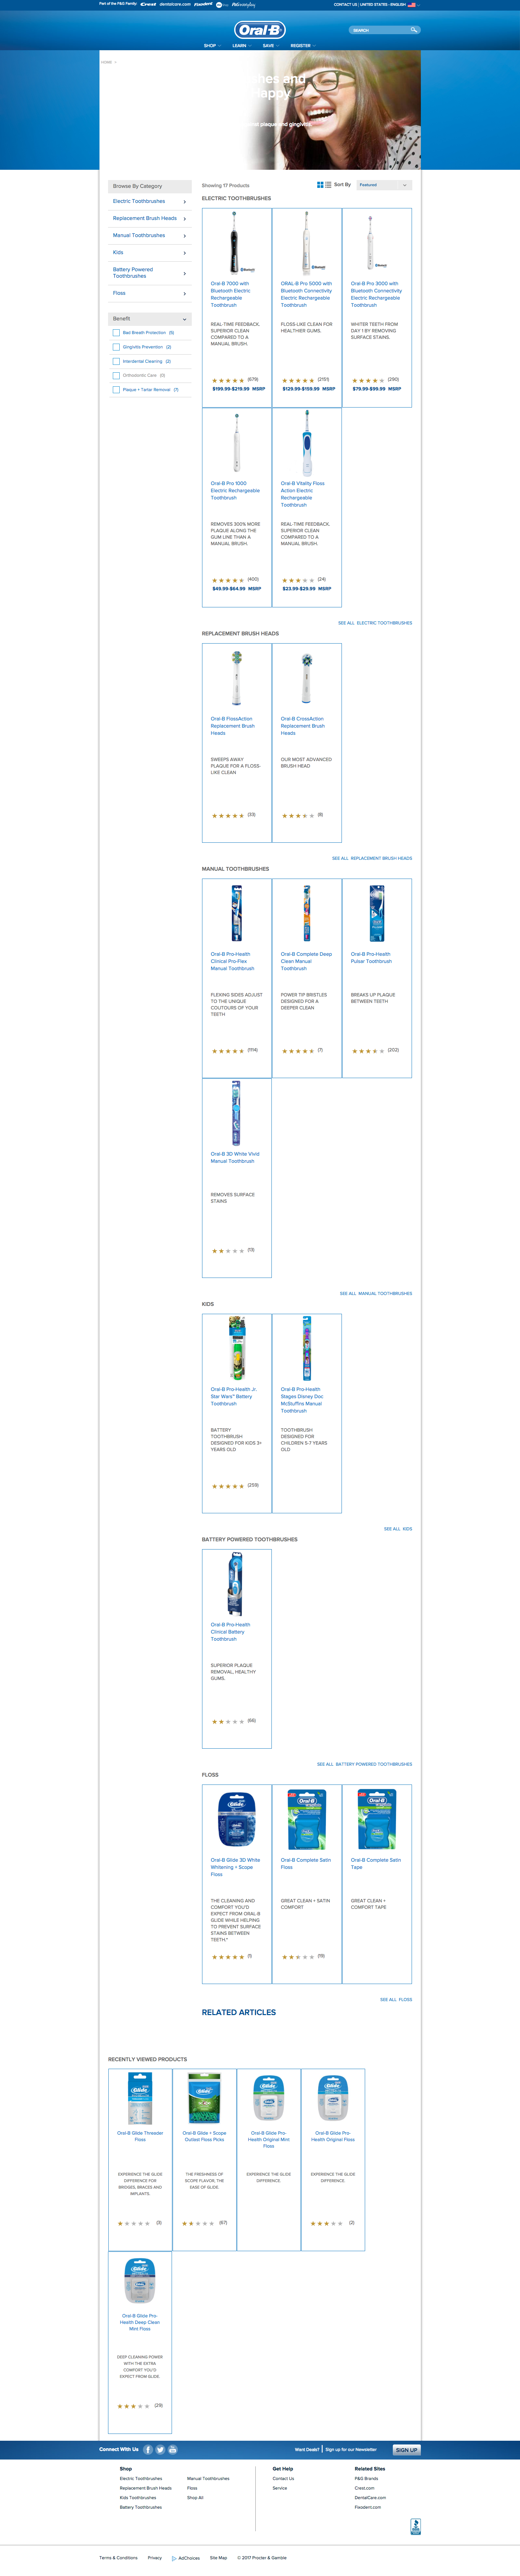 Part of the P&G Family:
Crest
dentalcare.com
Fixodent
P&G everyday
CONTACT US | UNITED STATES - ENGLISH
Oral-B
SEARCH
SHOP
LEARN
SAVE
REGISTER
HOME >
shes and
Happy
at plaque and gingivitis.
Browse By Category
Electric Toothbrushes
Replacement Brush Heads
Manual Toothbrushes
Kids
Battery Powered
Toothbrushes
Floss
Benefit
Bad Breath Protection (5)
Gingivitis Prevention (2)
Interdental Cleaning (2)
Orthodontic Care (0)
Plaque + Tartar Removal (7)
Showing 17 Products
Sort By
Featured
ELECTRIC TOOTHBRUSHES
Oral-B 7000 with
Bluetooth Electric
Rechargeable
Toothbrush
REAL-TIME FEEDBACK.
SUPERIOR CLEAN
COMPARED TO A
MANUAL BRUSH.
(679)
$199.99-$219.99 MSRP
ORAL-B Pro 5000 with
Bluetooth Connectivity
Electric Rechargeable
Toothbrush
FLOSS-LIKE CLEAN FOR
HEALTHIER GUMS.
(2151)
$129.99-$159.99 MSRP
Oral-B Pro 3000 with
Bluetooth Connectivity
Electric Rechargeable
Toothbrush
WHITER TEETH FROM
DAY 1 BY REMOVING
SURFACE STAINS.
(290)
$79.99-$99.99 MSRP
Oral-B Pro 1000
Electric Rechargeable
Toothbrush
REMOVES 300% MORE
PLAQUE ALONG THE
GUM LINE THAN A
MANUAL BRUSH.
(400)
$49.99-$64.99 MSRP
Oral-B Vitality Floss
Action Electric
Rechargeable
Toothbrush
REAL-TIME FEEDBACK.
SUPERIOR CLEAN
COMPARED TO A
MANUAL BRUSH.
(24)
$23.99-$29.99 MSRP
SEE ALL ELECTRIC TOOTHBRUSHES
REPLACEMENT BRUSH HEADS
Oral-B FlossAction
Replacement Brush
Heads
SWEEPS AWAY
PLAQUE FOR A FLOSS-
LIKE CLEAN
(33)
Oral-B CrossAction
Replacement Brush
Heads
OUR MOST ADVANCED
BRUSH HEAD
(8)
SEE ALL REPLACEMENT BRUSH HEADS
MANUAL TOOTHBRUSHES
Oral-B Pro-Health
Clinical Pro-Flex
Manual Toothbrush
FLEXING SIDES ADJUST
TO THE UNIQUE
COUTOURS OF YOUR
TEETH
(1114)
Oral-B Complete Deep
Clean Manual
Toothbrush
POWER TIP BRISTLES
DESIGNED FOR A
DEEPER CLEAN
(7)
Oral-B Pro-Health
Pulsar Toothbrush
BREAKS UP PLAQUE
BETWEEN TEETH
(202)
Oral-B 3D White Vivid
Manual Toothbrush
REMOVES SURFACE
STAINS
(13)
SEE ALL MANUAL TOOTHBRUSHES
KIDS
Oral-B Pro-Health Jr.
Star Wars™ Battery
Toothbrush
BATTERY
TOOTHBRUSH
DESIGNED FOR KIDS 3+
YEARS OLD
(259)
Oral-B Pro-Health
Stages Disney Doc
McStuffins Manual
Toothbrush
TOOTHBRUSH
DESIGNED FOR
CHILDREN 5-7 YEARS
OLD
SEE ALL KIDS
BATTERY POWERED TOOTHBRUSHES
Oral-B Pro-Health
Clinical Battery
Toothbrush
SUPERIOR PLAQUE
REMOVAL, HEALTHY
GUMS.
(66)
SEE ALL BATTERY POWERED TOOTHBRUSHES
FLOSS
Oral-B Glide 3D White
Whitening + Scope
Floss
THE CLEANING AND
COMFORT YOU'D
EXPECT FROM ORAL-B
GLIDE WHILE HELPING
TO PREVENT SURFACE
STAINS BETWEEN
TEETH.*
(1)
Oral-B Complete Satin
Floss
GREAT CLEAN + SATIN
COMFORT
(19)
Oral-B Complete Satin
Tape
GREAT CLEAN +
COMFORT TAPE
SEE ALL FLOSS
RELATED ARTICLES
RECENTLY VIEWED PRODUCTS
Oral-B Glide Threader
Floss
EXPERIENCE THE GLIDE
DIFFERENCE FOR
BRIDGES, BRACES AND
IMPLANTS.
(3)
Oral-B Glide + Scope
Outlast Floss Picks
THE FRESHNESS OF
SCOPE FLAVOR. THE
EASE OF GLIDE.
(67)
Oral-B Glide Pro-
Health Original Mint
Floss
EXPERIENCE THE GLIDE
DIFFERENCE.
Oral-B Glide Pro-
Health Original Floss
EXPERIENCE THE GLIDE
DIFFERENCE.
(2)
Oral-B Glide Pro-
Health Deep Clean
Mint Floss
DEEP CLEANING POWER
WITH THE EXTRA
COMFORT YOU'D
EXPECT FROM GLIDE.
(29)
Connect With Us
Want Deals?
Sign up for our Newsletter
SIGN UP
Shop
Electric Toothbrushes
Replacement Brush Heads
Kids Toothbrushes
Battery Toothbrushes
Manual Toothbrushes
Floss
Shop All
Get Help
Contact Us
Service
Related Sites
P&G Brands
Crest.com
DentalCare.com
Fixodent.com
Terms & Conditions
Privacy
AdChoices
Site Map
© 2017 Procter & Gamble